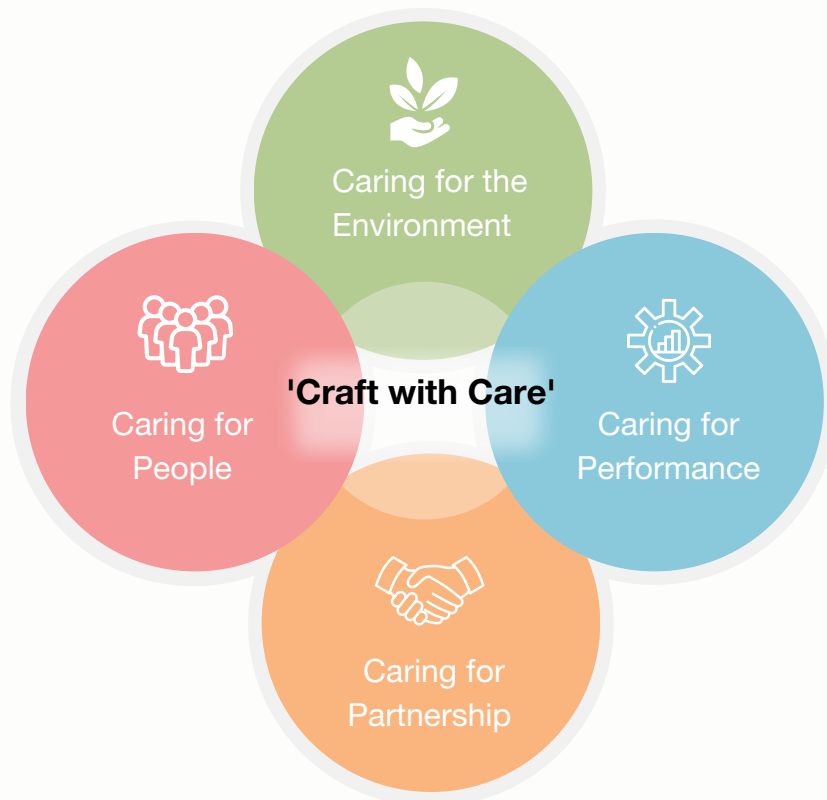 Caring for the
Environment
'Craft with Care'
Caring for
People
Caring for
Performance
Caring for
Partnership